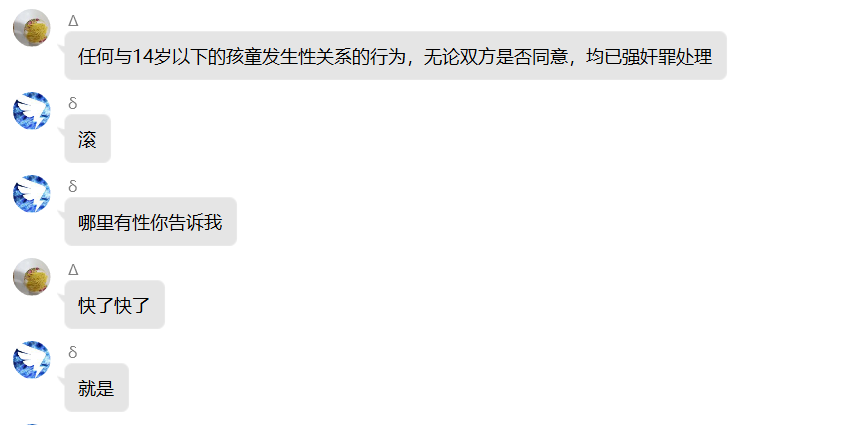 Δ
任何与14岁以下的孩童发生性关系的行为，无论双方是否同意，均已强奸罪处理
δ
滚
δ
哪里有性你告诉我
Δ
快了快了
δ
就是